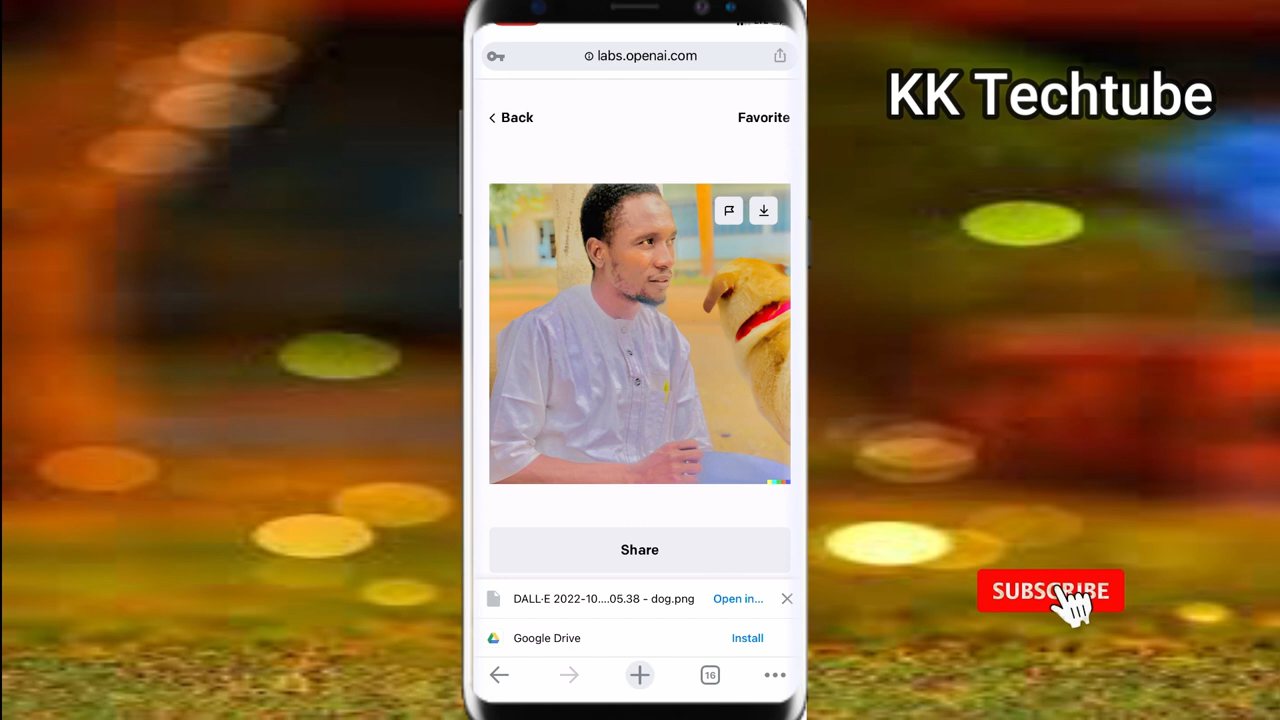 labs.openai.com
KK Techtube
Back
Favorite
Share
SUBSCRIBE
DALL·E 2022-10....05.38 - dog.png
Open in...
Google Drive
Install
16